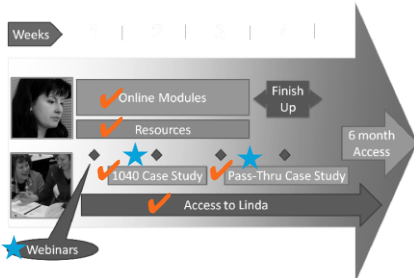 Weeks
1 2 3 4
Online Modules
Finish
Up
Resources
6 month
Access
1040 Case Study
Pass-Thru Case Study
Access to Linda
Webinars